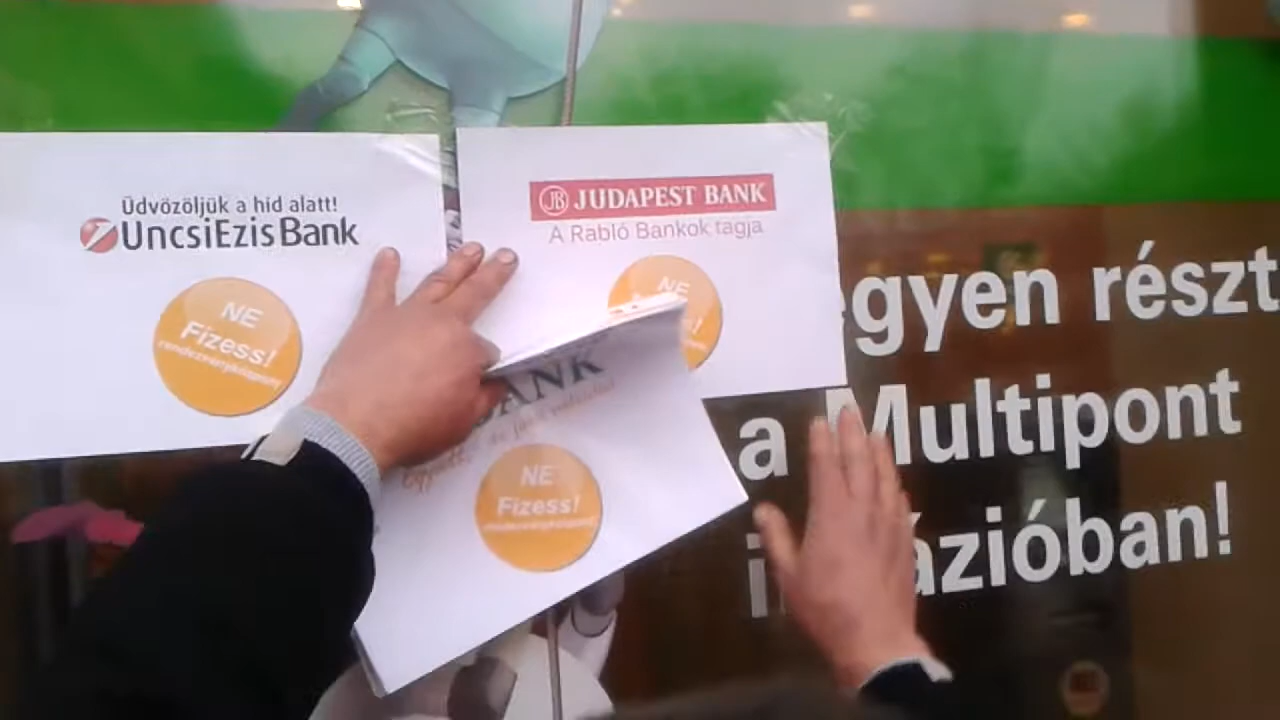 Üdvözöljük a híd alatt!
UncsiEzisBank
NE
Fizess!
JB JUDAPEST BANK
A Rabló Bankok tagja
NE
BANK
NE
Fizess!
egyen részt
a Multipont
ázióban!